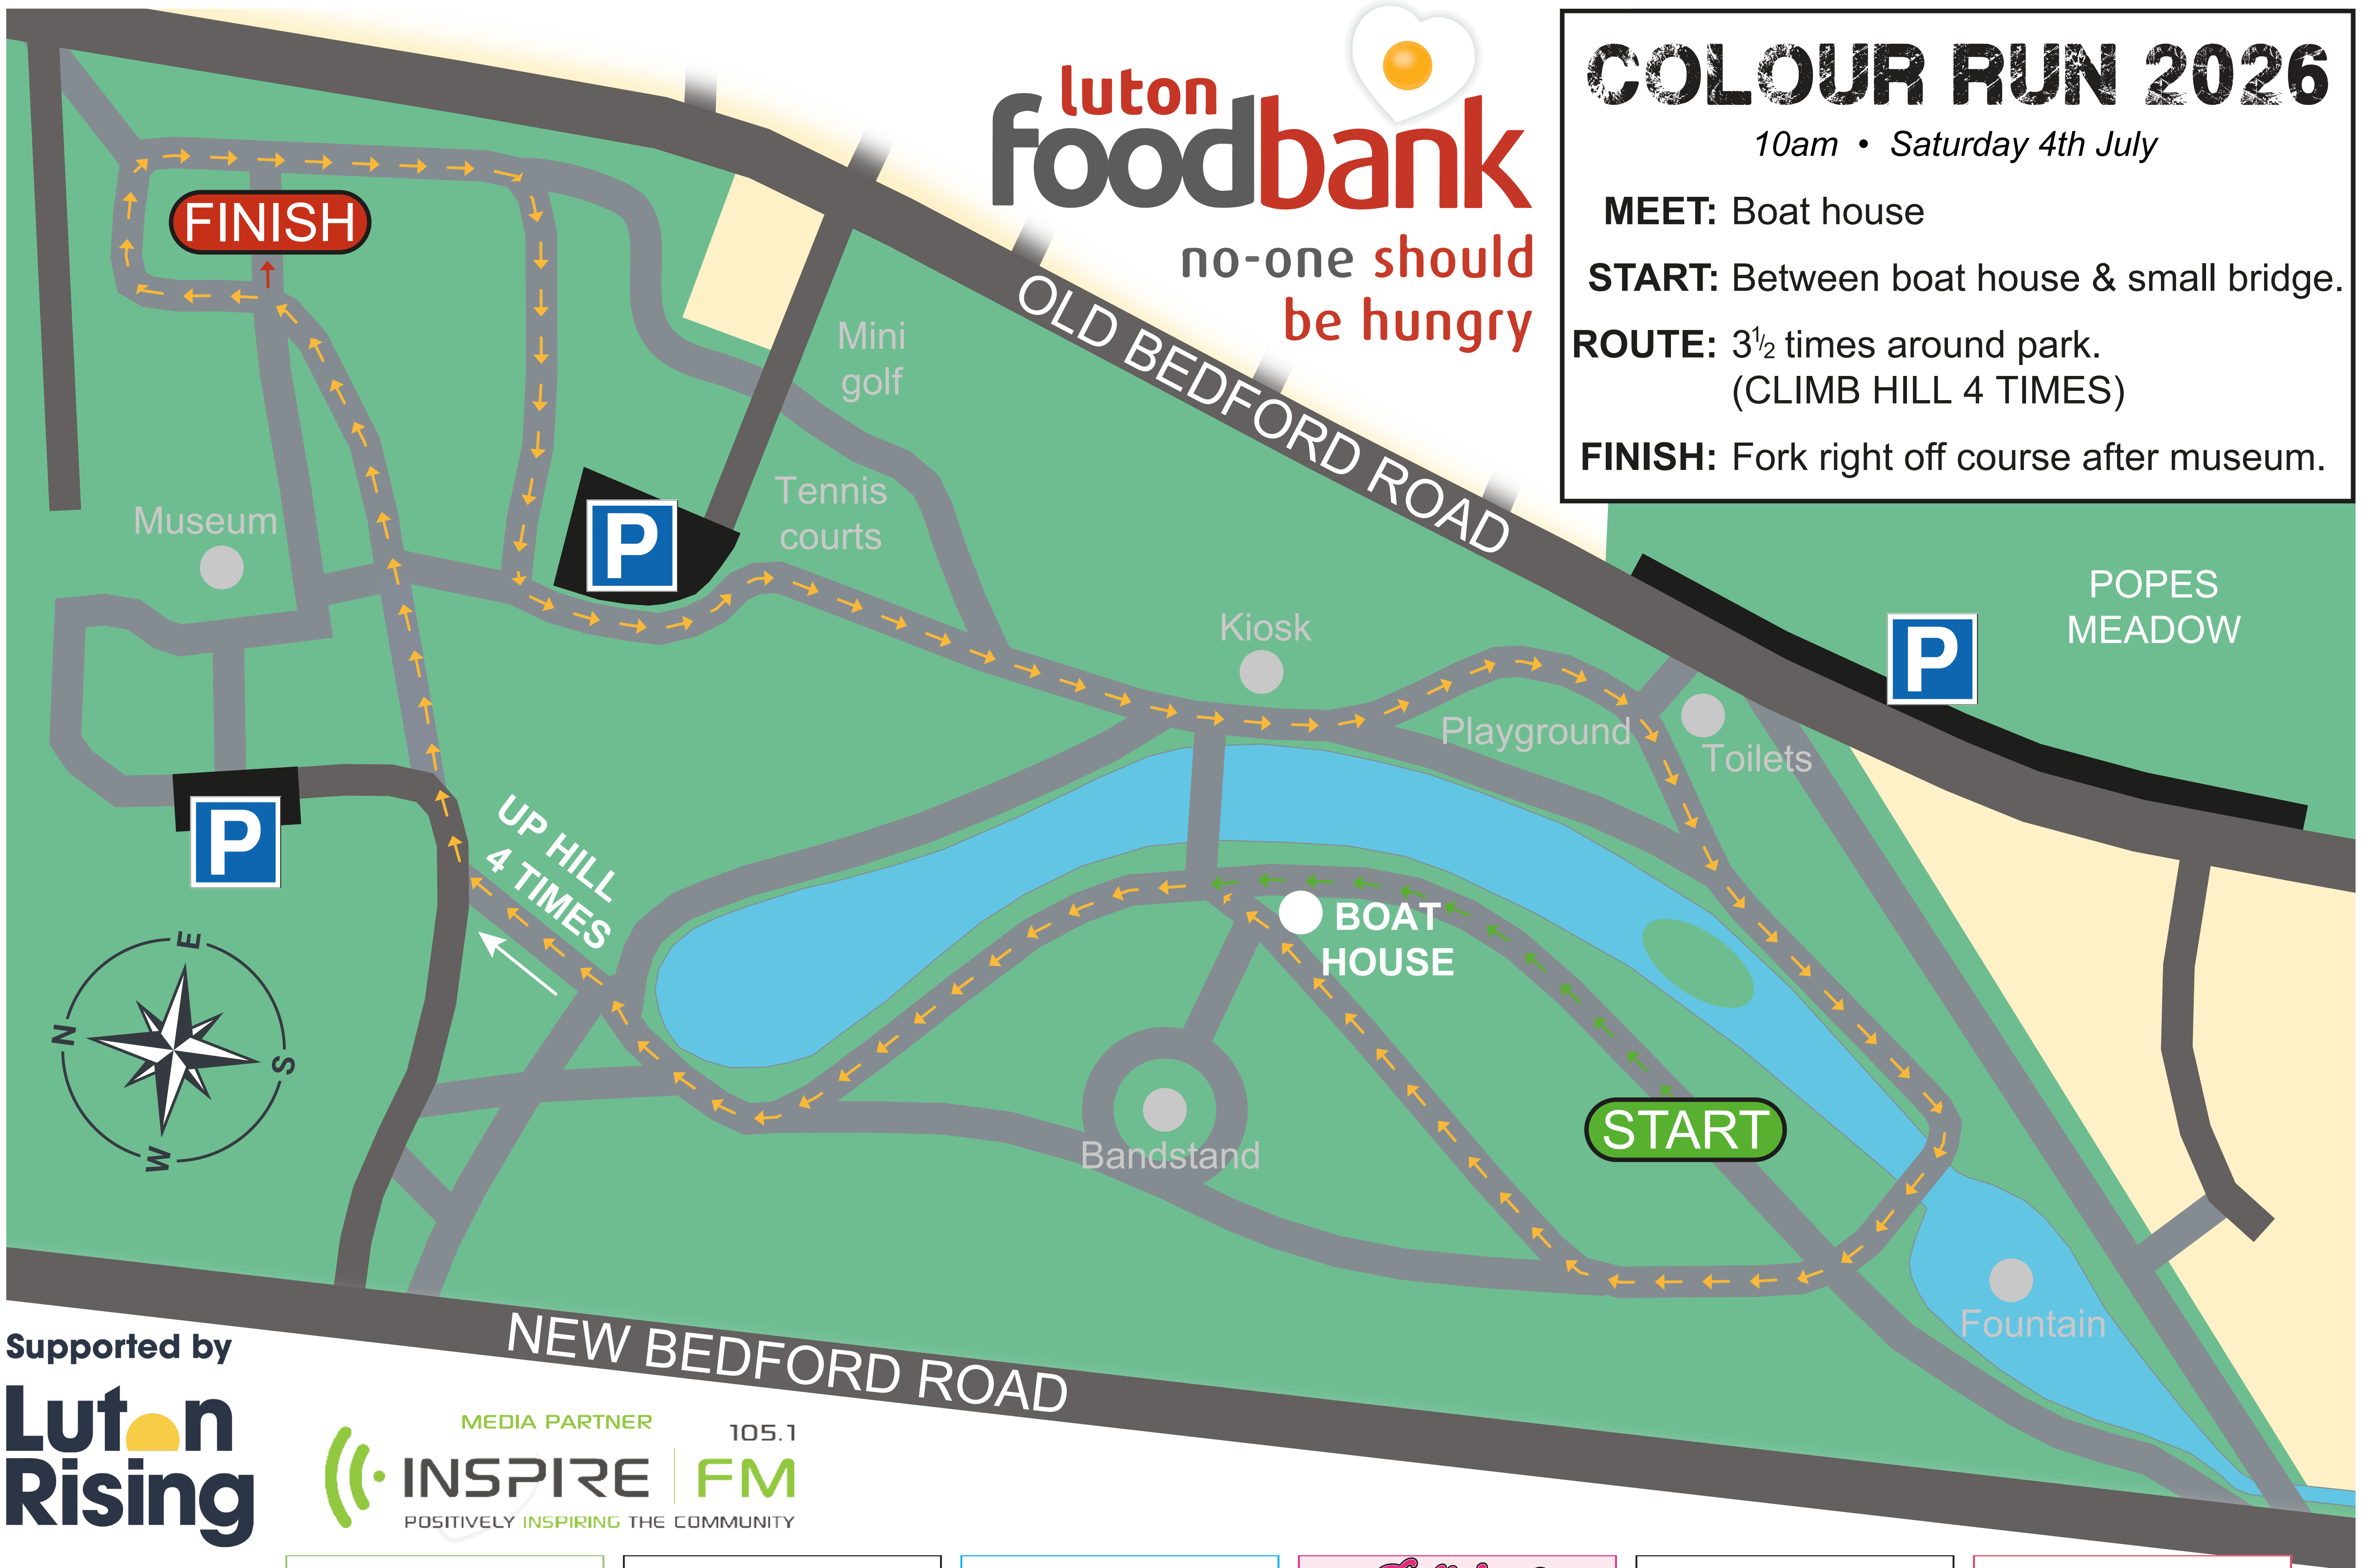 luton
foodbank
no-one should
be hungry
COLOUR RUN 2026
10am • Saturday 4th July
MEET: Boat house
START: Between boat house & small bridge.
ROUTE: 3½ times around park.
(CLIMB HILL 4 TIMES)
FINISH: Fork right off course after museum.
FINISH
OLD BEDFORD ROAD
Mini
golf
Tennis
courts
Museum
P
Kiosk
POPES
MEADOW
P
Playground
Toilets
P
UP HILL
4 TIMES
BOAT
HOUSE
E
N
S
W
Bandstand
START
Fountain
NEW BEDFORD ROAD
Supported by
Luton
Rising
MEDIA PARTNER
105.1
INSPIRE FM
POSITIVELY INSPIRING THE COMMUNITY